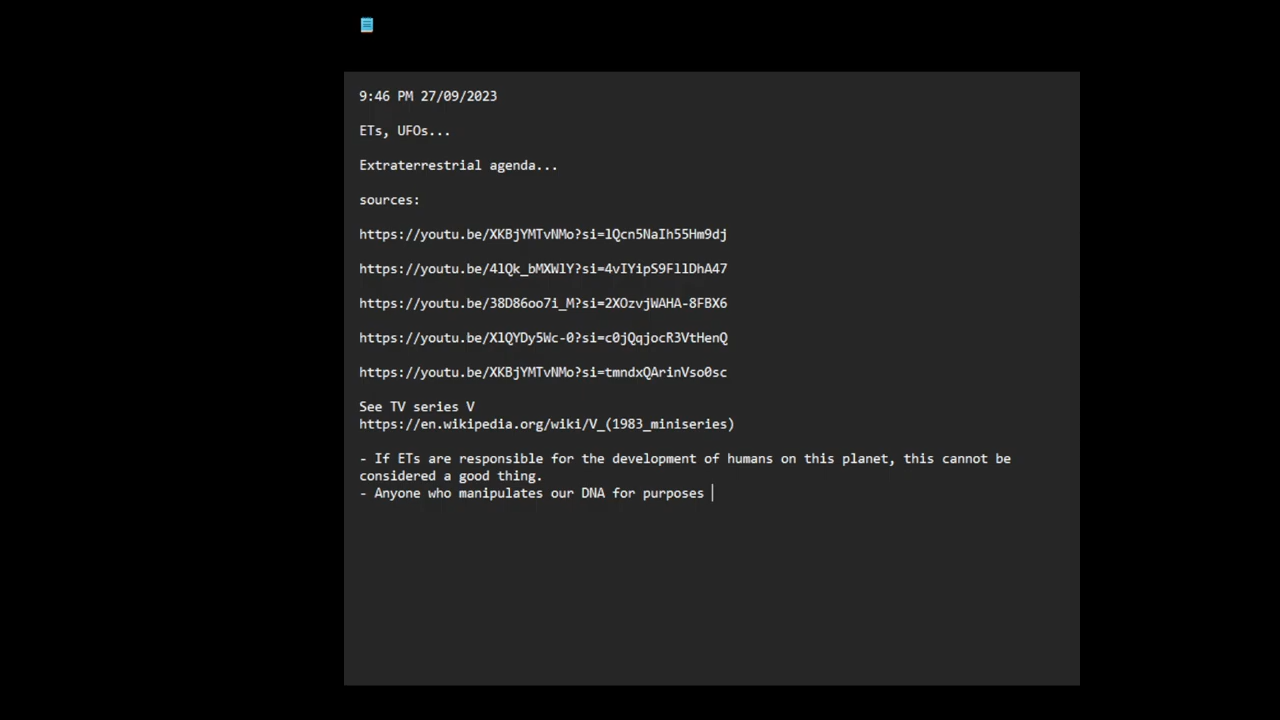 9:46 PM 27/09/2023
ETs, UFOs...
Extraterrestrial agenda...
sources:
https://youtu.be/XKBjYMTvNMo?si=lQcn5NaIh55Hm9dj
https://youtu.be/4lQk_bMXWlY?si=4vIYipS9FllDhA47
https://youtu.be/38D86oo7i_M?si=2XOzvjWAHA-8FBX6
https://youtu.be/XlQYDy5Wc-0?si=c0jQqjocR3VtHenQ
https://youtu.be/XKBjYMTvNMo?si=tmndxQArinVso0sc
See TV series V
https://en.wikipedia.org/wiki/V_(1983_miniseries)
- If ETs are responsible for the development of humans on this planet, this cannot be
considered a good thing.
- Anyone who manipulates our DNA for purposes